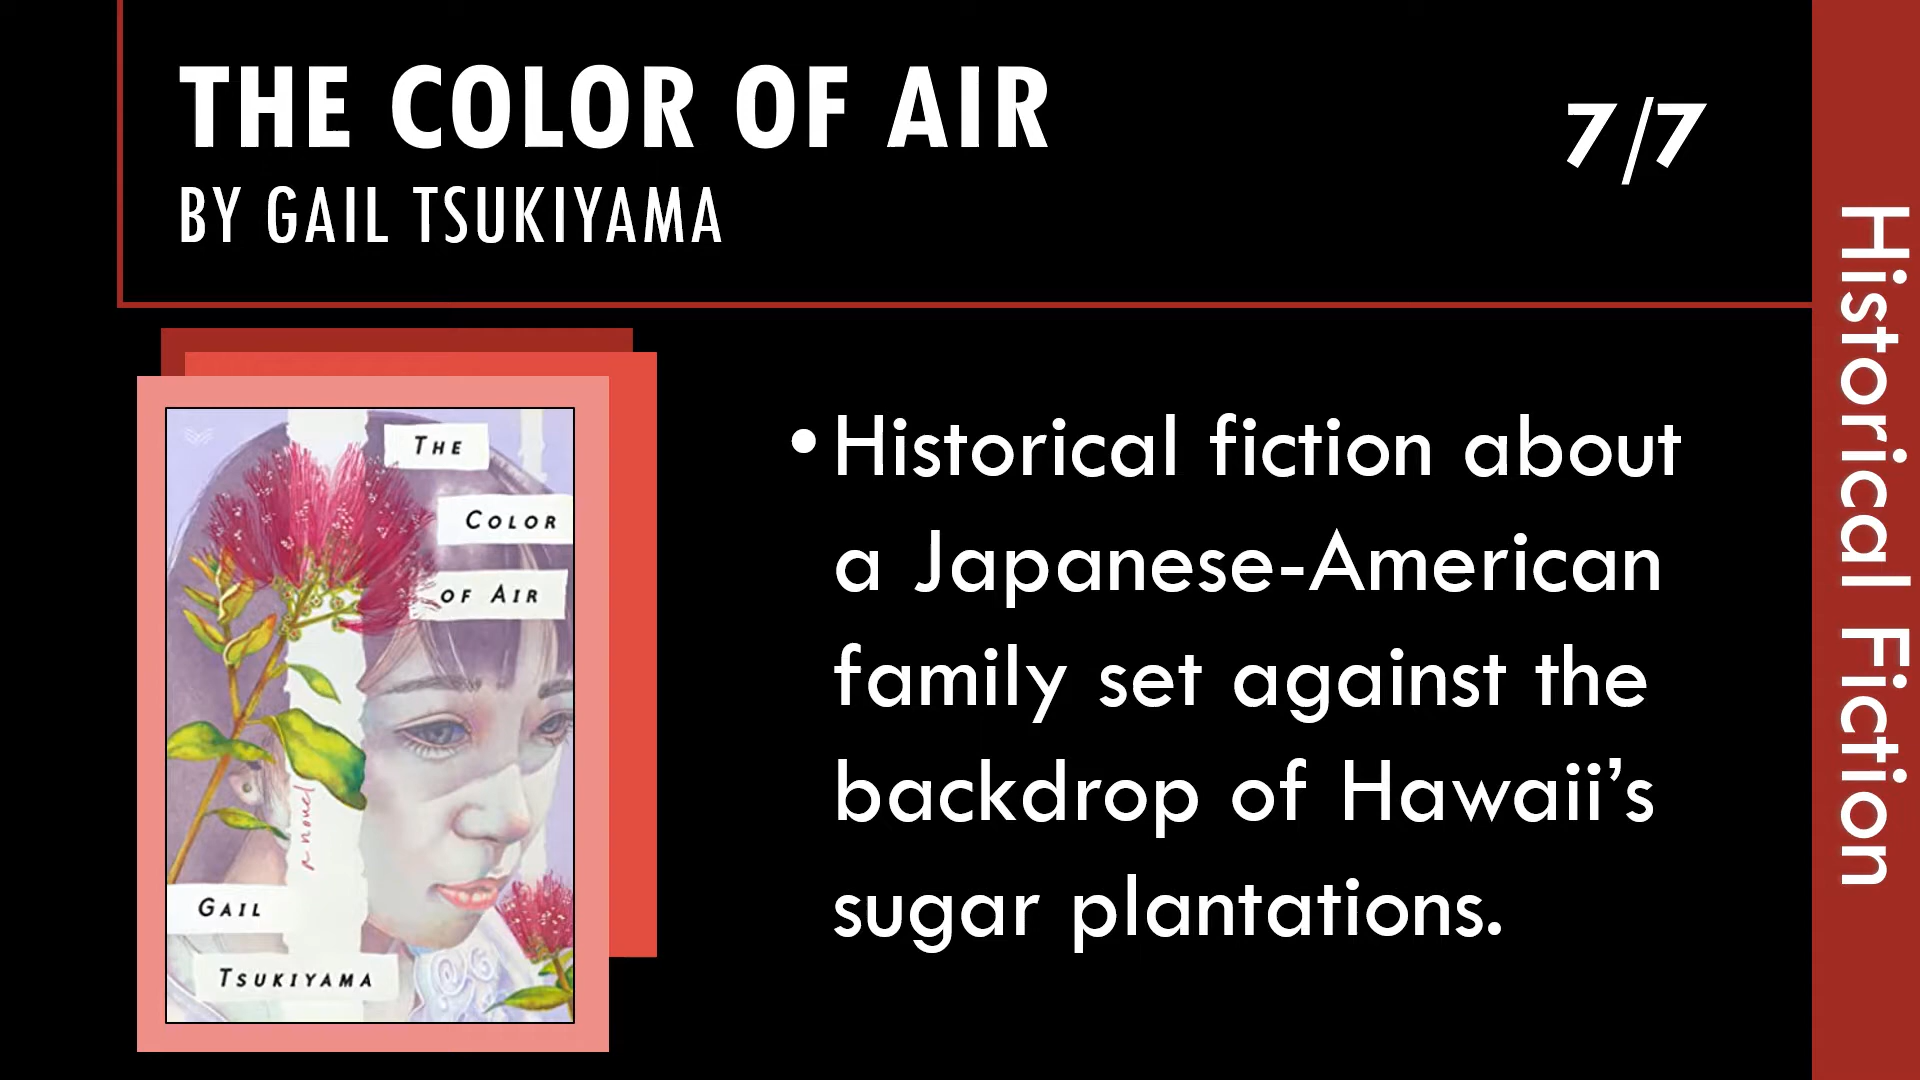 THE COLOR OF AIR
BY GAIL TSUKIYAMA
7/7
THE
COLOR
OF AIR
a novel
GAIL
TSUKIYAMA
• Historical fiction about
a Japanese-American
family set against the
backdrop of Hawaii’s
sugar plantations.
Historical Fiction